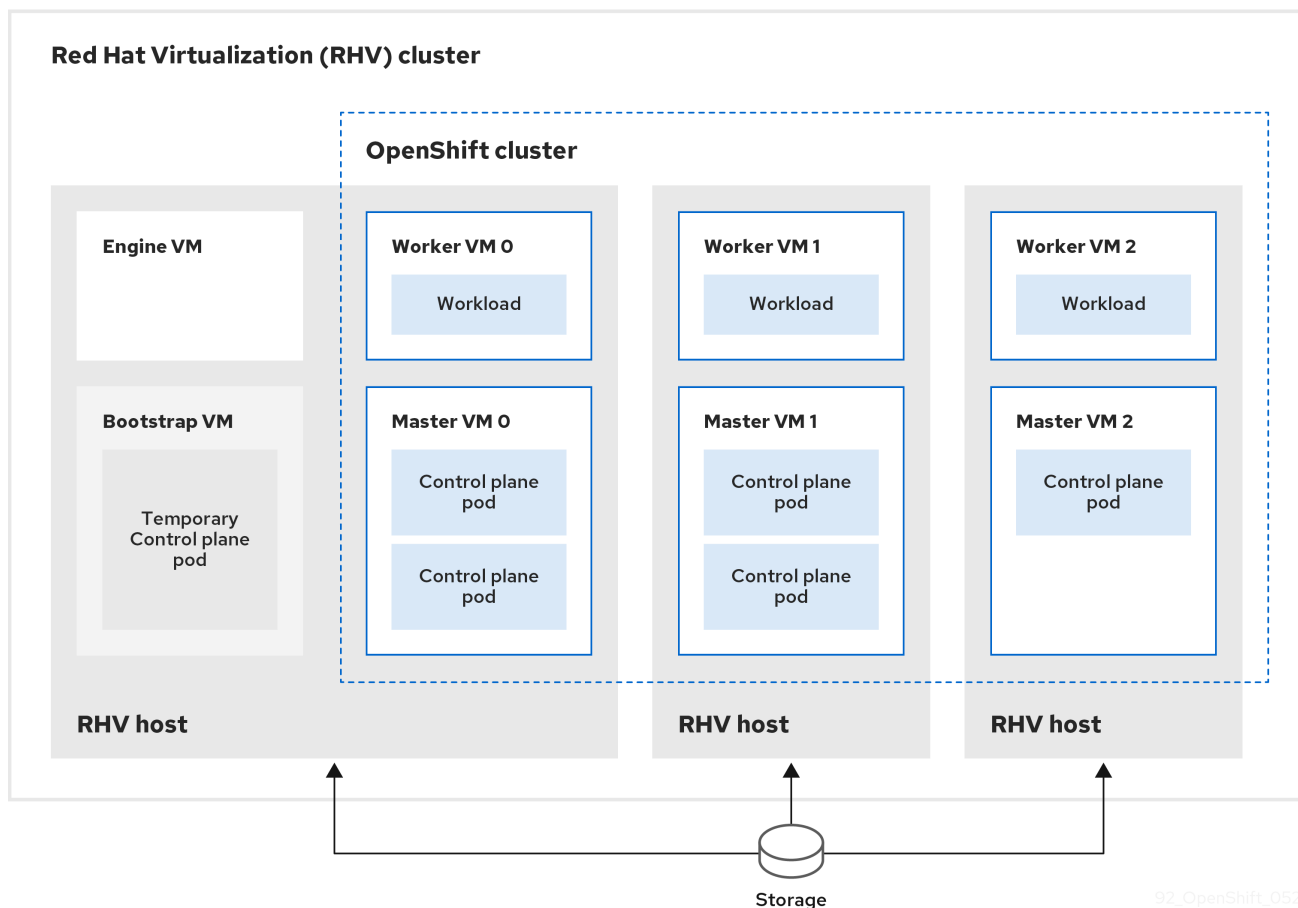 Red Hat Virtualization (RHV) cluster
OpenShift cluster
Engine VM
Bootstrap VM
Temporary
Control plane
pod
Worker VM 0
Workload
Master VM 0
Control plane
pod
Control plane
pod
RHV host
Worker VM 1
Workload
Master VM 1
Control plane
pod
Control plane
pod
RHV host
Worker VM 2
Workload
Master VM 2
Control plane
pod
RHV host
Storage
92_OpenShift_052